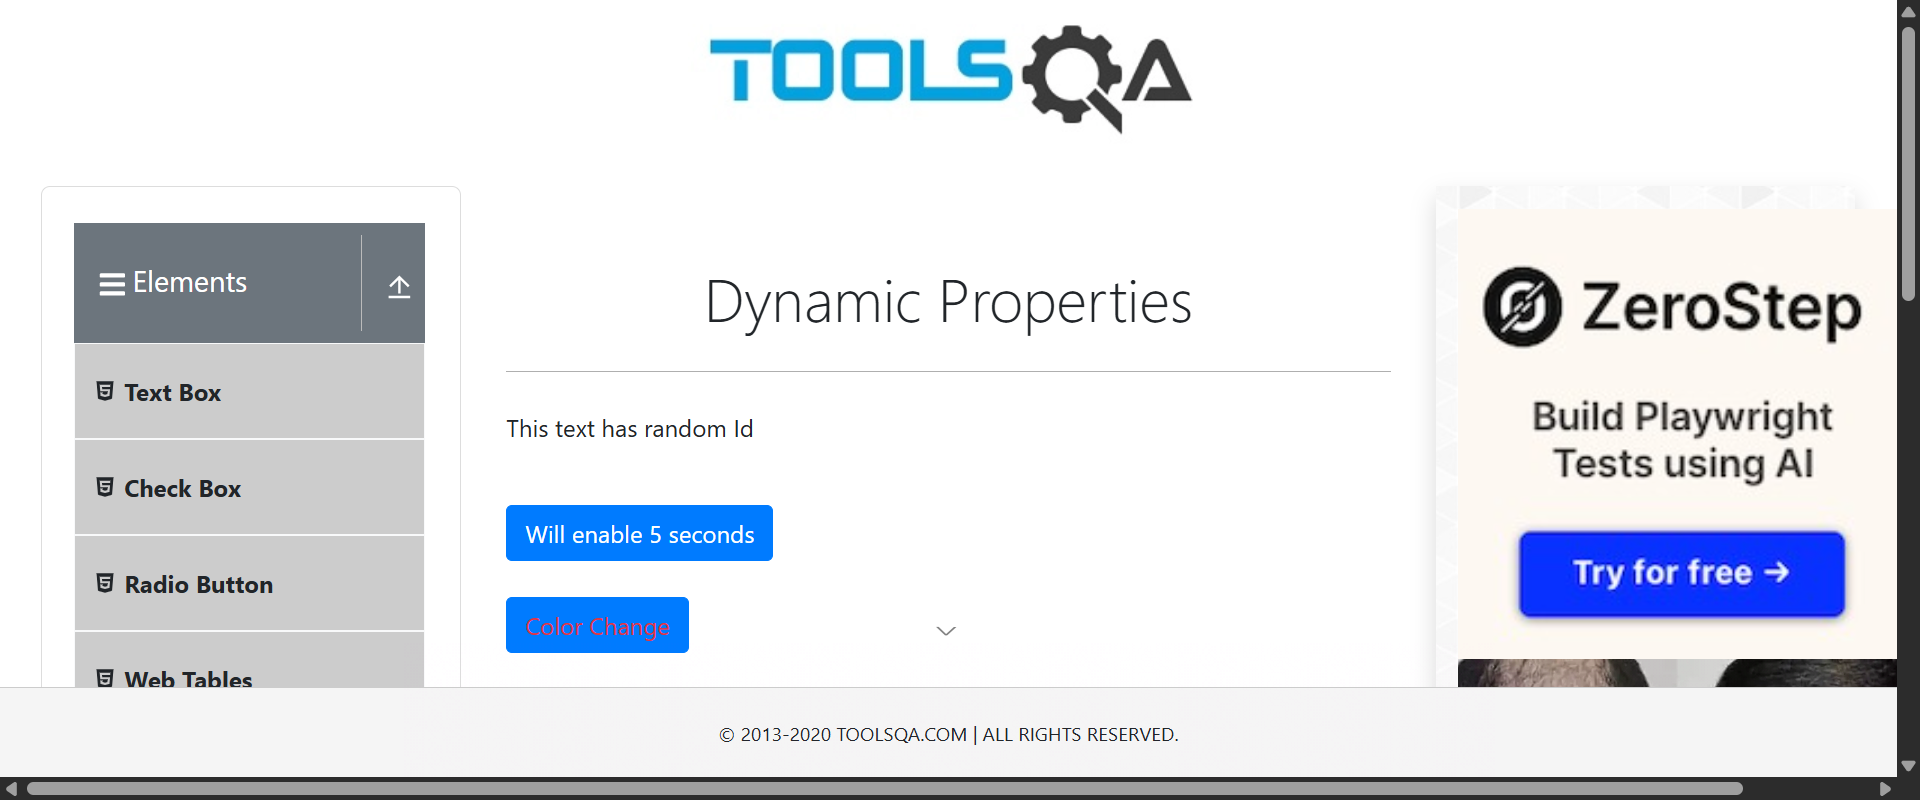 TOOLSQA
Elements
Text Box
Check Box
Radio Button
Web Tables
Dynamic Properties
This text has random Id
Will enable 5 seconds
Color Change
ZeroStep
Build Playwright
Tests using AI
Try for free →
© 2013-2020 TOOLSQA.COM | ALL RIGHTS RESERVED.